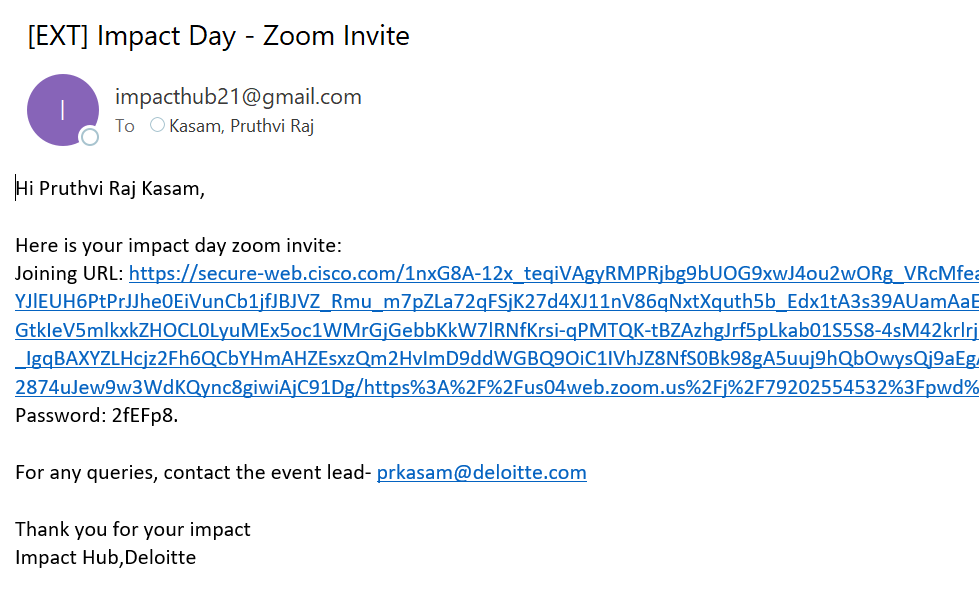 [EXT] Impact Day - Zoom Invite
I
impacthub21@gmail.com
To Kasam, Pruthvi Raj
Hi Pruthvi Raj Kasam,
Here is your impact day zoom invite:
Joining URL: https://secure-web.cisco.com/1nxG8A-12x_teqiVAgyRMPRjbg9bUOG9xwJ4ou2wORg_VRcMfea
YJlEUH6PtPrJJhe0EiVunCb1jfJBJVZ_Rmu_m7pZLa72qFSjK27d4XJ11nV86qNxtXquth5b_Edx1tA3s39AUamAaE
GtkIeV5mlkxkZHOCL0LyuMEx5oc1WMrGjGebbKkW7lRNfKrsi-qPMTQK-tBZAzhgJrf5pLkab01S5S8-4sM42krlrj
_IgqBAXYZLHcjz2Fh6QCbYHmAHZEsxzQm2HvImD9ddWGBQ9OiC1IVhJZ8NfS0Bk98gA5uuj9hQbOwysQj9aEgA
2874uJew9w3WdKQync8giwiAjC91Dg/https%3A%2F%2Fus04web.zoom.us%2Fj%2F79202554532%3Fpwd%
Password: 2fEFp8.
For any queries, contact the event lead- prkasam@deloitte.com
Thank you for your impact
Impact Hub,Deloitte